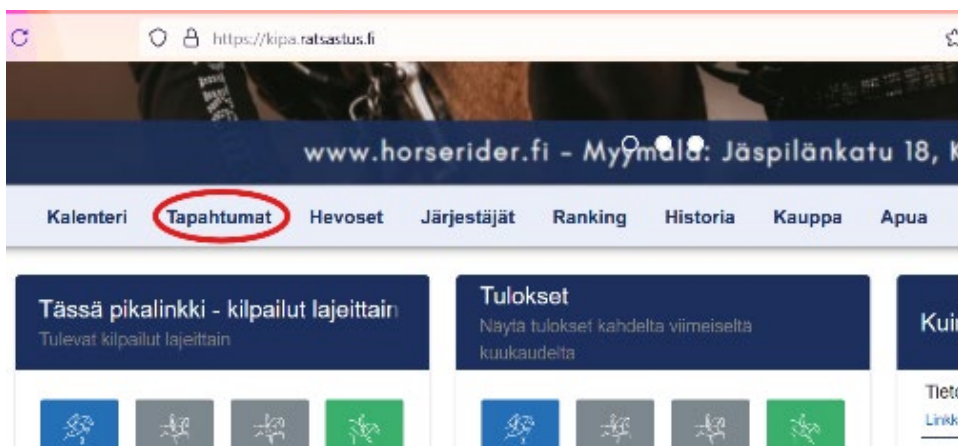 https://kipa.ratsastus.fi
www.horserider.fi - Myymälä: Jäspilänkatu 18, K
Kalenteri Tapahtumat Hevoset Järjestäjät Ranking Historia Kauppa Apua
Tässä pikalinkki - kilpailut lajeittain
Tulevat kilpailut lajeittain
Tulokset
Näytä tulokset kahdelta viimeiseltä
kuukaudelta